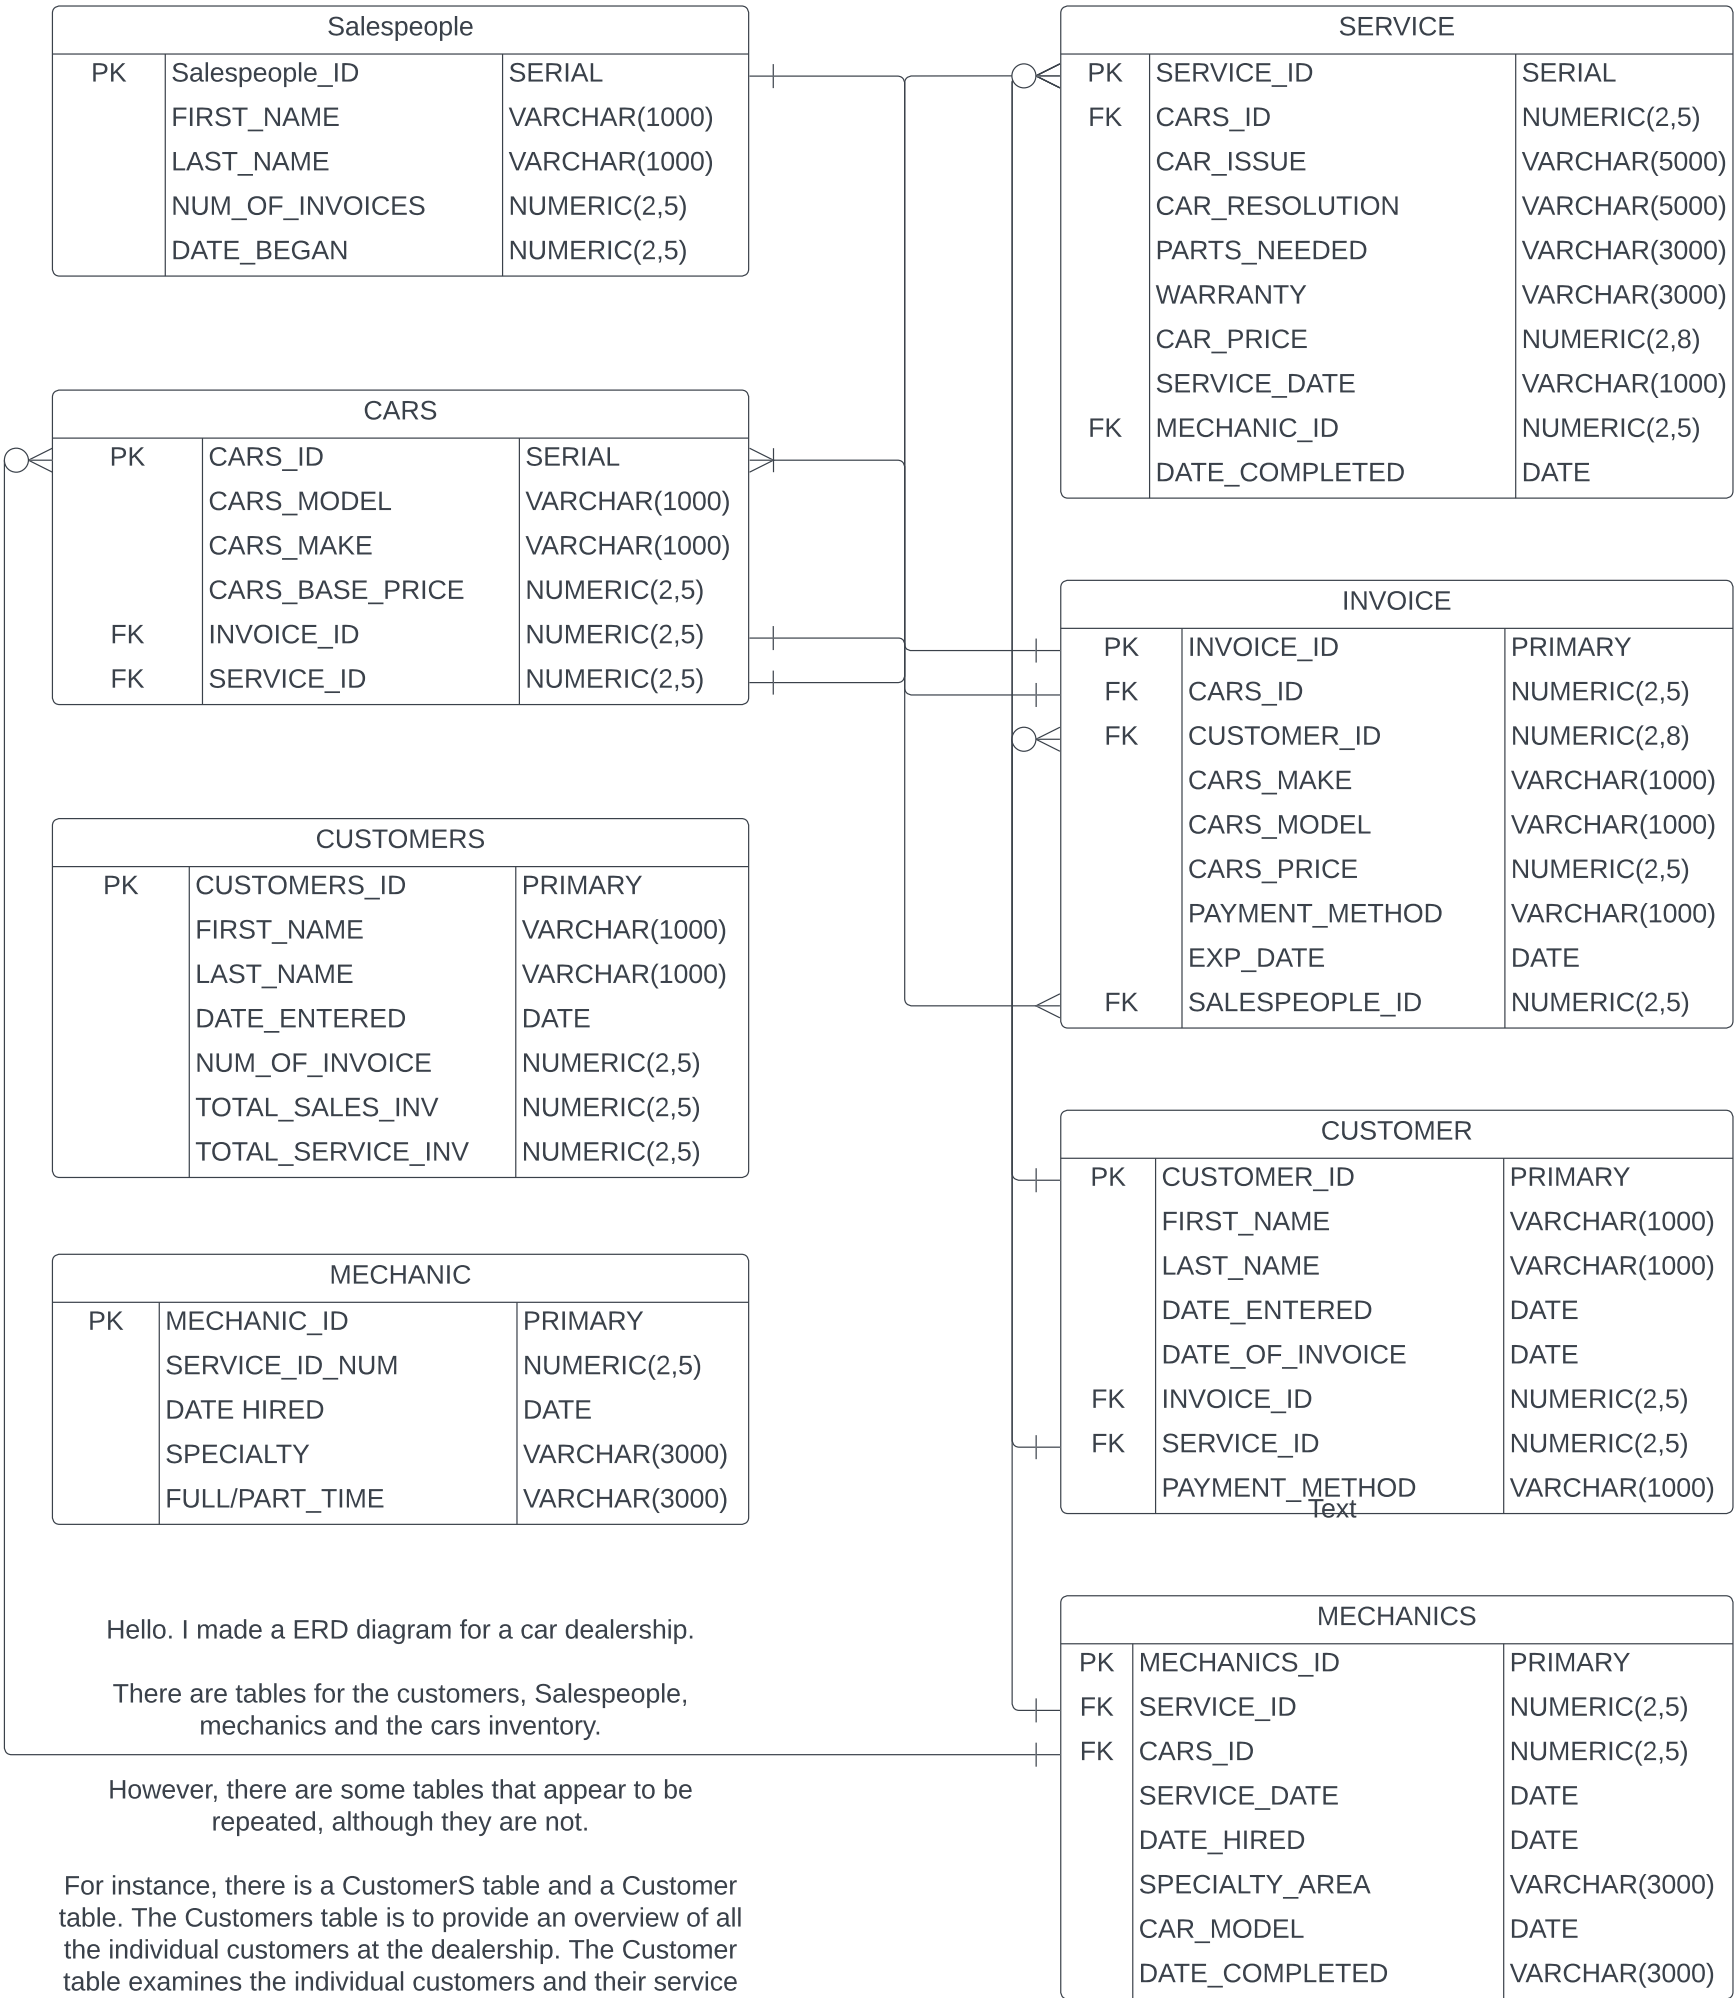 Salespeople
PK Salespeople_ID SERIAL
FIRST_NAME VARCHAR(1000)
LAST_NAME VARCHAR(1000)
NUM_OF_INVOICES NUMERIC(2,5)
DATE_BEGAN NUMERIC(2,5)
CARS
PK CARS_ID SERIAL
CARS_MODEL VARCHAR(1000)
CARS_MAKE VARCHAR(1000)
CARS_BASE_PRICE NUMERIC(2,5)
FK INVOICE_ID NUMERIC(2,5)
FK SERVICE_ID NUMERIC(2,5)
CUSTOMERS
PK CUSTOMERS_ID PRIMARY
FIRST_NAME VARCHAR(1000)
LAST_NAME VARCHAR(1000)
DATE_ENTERED DATE
NUM_OF_INVOICE NUMERIC(2,5)
TOTAL_SALES_INV NUMERIC(2,5)
TOTAL_SERVICE_INV NUMERIC(2,5)
MECHANIC
PK MECHANIC_ID PRIMARY
SERVICE_ID_NUM NUMERIC(2,5)
DATE HIRED DATE
SPECIALTY VARCHAR(3000)
FULL/PART_TIME VARCHAR(3000)
Hello. I made a ERD diagram for a car dealership.
There are tables for the customers, Salespeople,
mechanics and the cars inventory.
However, there are some tables that appear to be
repeated, although they are not.
For instance, there is a CustomerS table and a Customer
table. The Customers table is to provide an overview of all
the individual customers at the dealership. The Customer
table examines the individual customers and their service
SERVICE
PK SERVICE_ID SERIAL
FK CARS_ID NUMERIC(2,5)
CAR_ISSUE VARCHAR(5000)
CAR_RESOLUTION VARCHAR(5000)
PARTS_NEEDED VARCHAR(3000)
WARRANTY VARCHAR(3000)
CAR_PRICE NUMERIC(2,8)
SERVICE_DATE VARCHAR(1000)
FK MECHANIC_ID NUMERIC(2,5)
DATE_COMPLETED DATE
INVOICE
PK INVOICE_ID PRIMARY
FK CARS_ID NUMERIC(2,5)
FK CUSTOMER_ID NUMERIC(2,8)
CARS_MAKE VARCHAR(1000)
CARS_MODEL VARCHAR(1000)
CARS_PRICE NUMERIC(2,5)
PAYMENT_METHOD VARCHAR(1000)
EXP_DATE DATE
FK SALESPEOPLE_ID NUMERIC(2,5)
CUSTOMER
PK CUSTOMER_ID PRIMARY
FIRST_NAME VARCHAR(1000)
LAST_NAME VARCHAR(1000)
DATE_ENTERED DATE
DATE_OF_INVOICE DATE
FK INVOICE_ID NUMERIC(2,5)
FK SERVICE_ID NUMERIC(2,5)
PAYMENT_METHOD VARCHAR(1000)
Text
MECHANICS
PK MECHANICS_ID PRIMARY
FK SERVICE_ID NUMERIC(2,5)
FK CARS_ID NUMERIC(2,5)
SERVICE_DATE DATE
DATE_HIRED DATE
SPECIALTY_AREA VARCHAR(3000)
CAR_MODEL DATE
DATE_COMPLETED VARCHAR(3000)